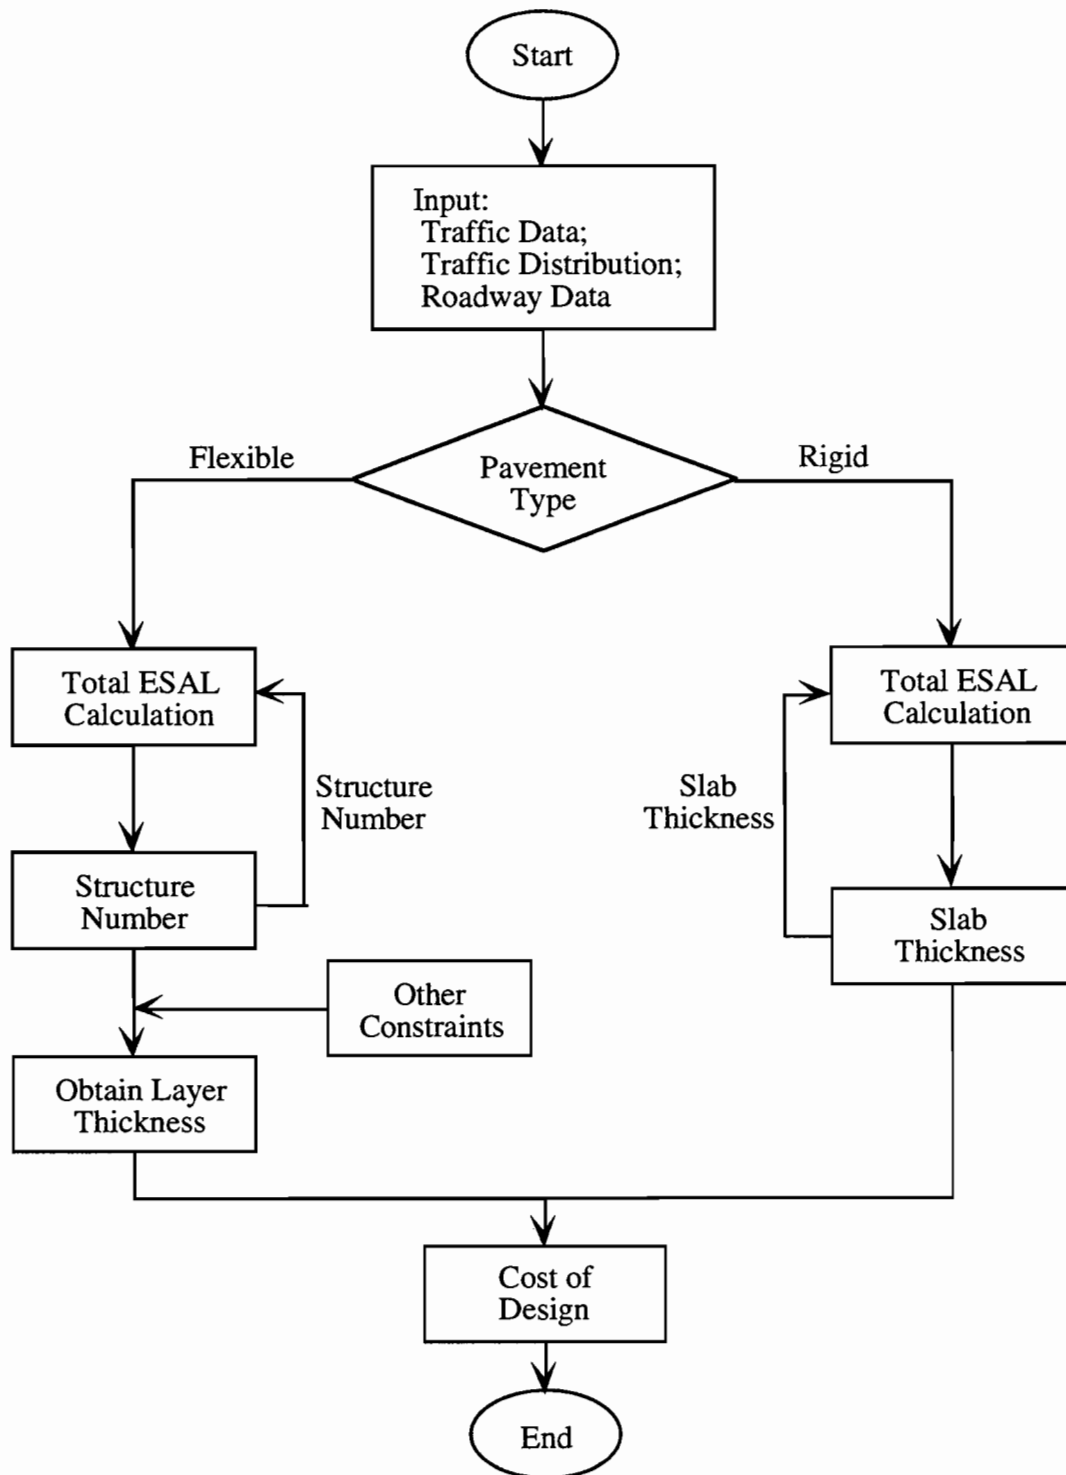 Start
Input:
Traffic Data;
Traffic Distribution;
Roadway Data
Flexible
Pavement
Type
Rigid
Total ESAL
Calculation
Structure
Number
Structure
Number
Other
Constraints
Obtain Layer
Thickness
Total ESAL
Calculation
Slab
Thickness
Slab
Thickness
Cost of
Design
End